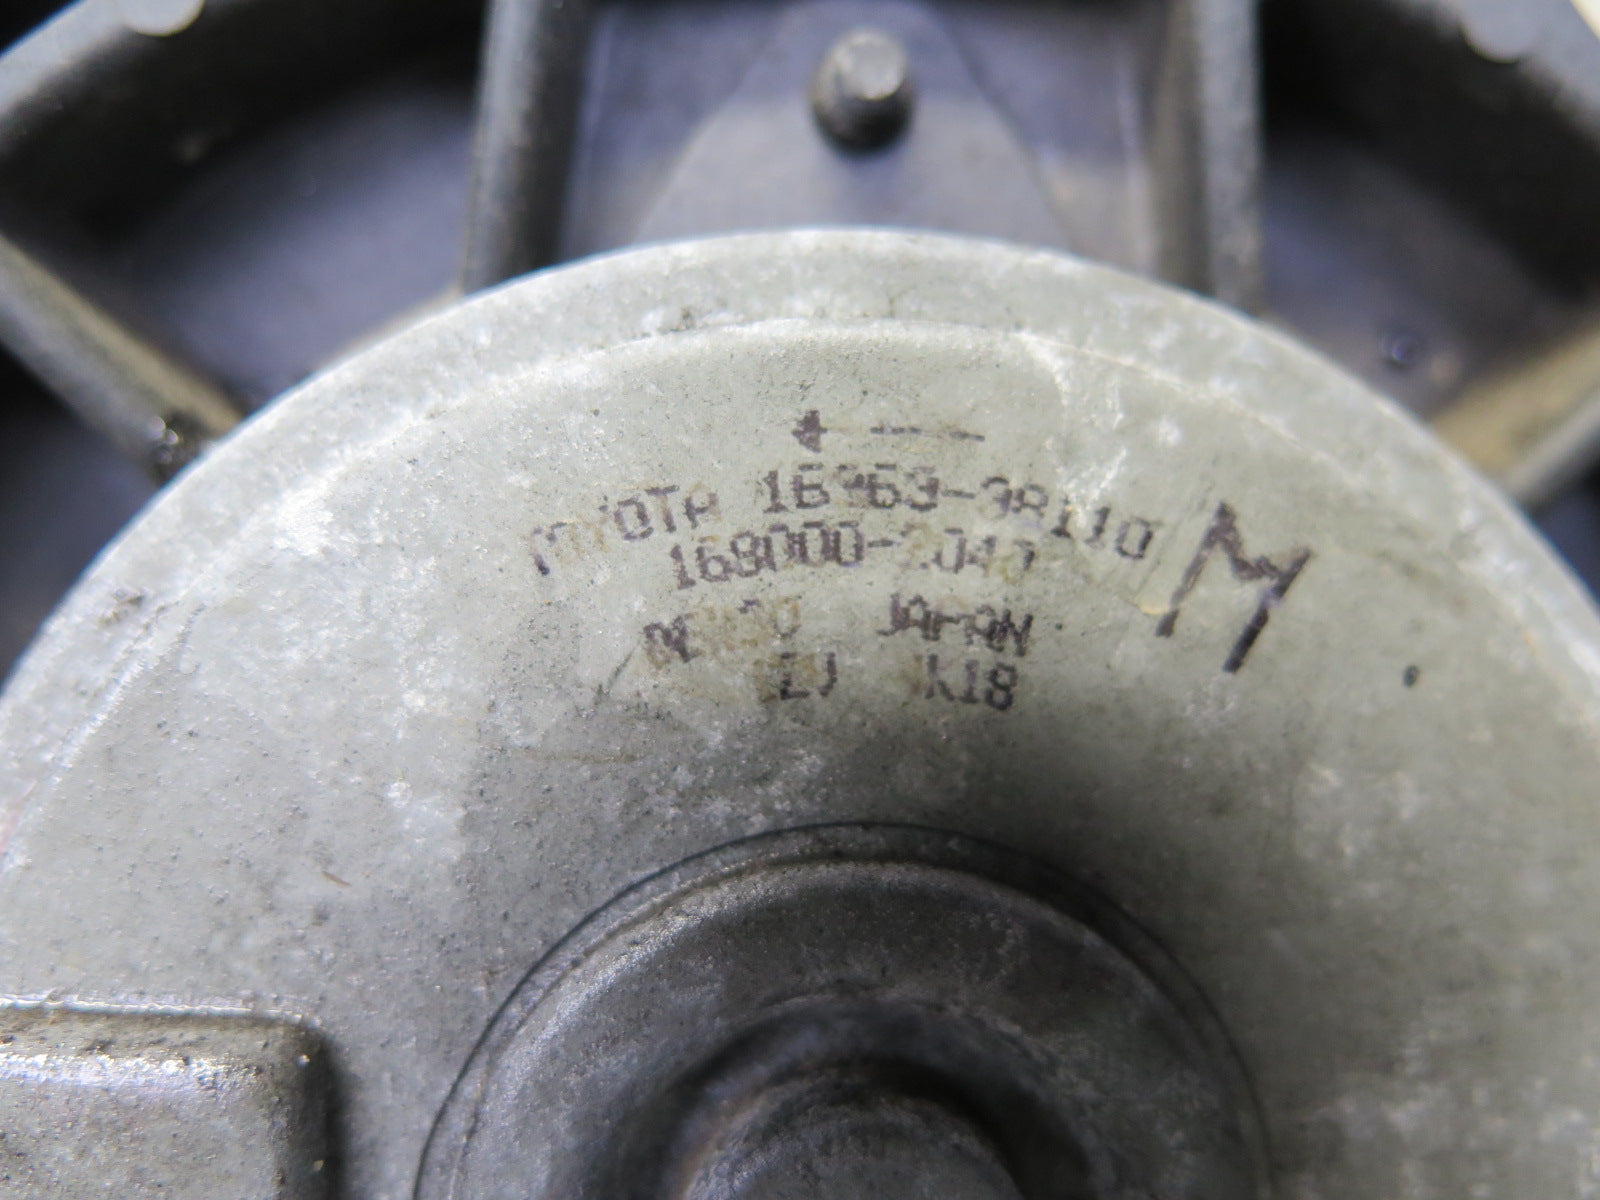 TOYOTA 16363-38110
168000-2040
DENSO JAPAN
K18
M